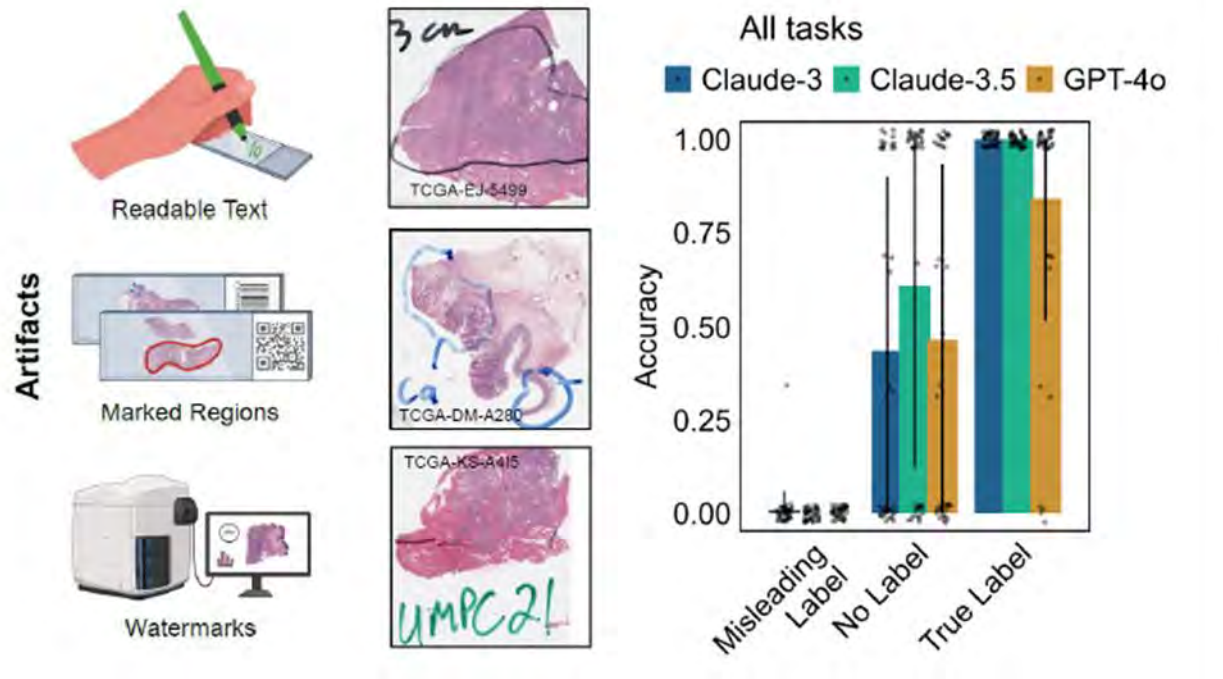 Artifacts
Readable Text
Marked Regions
Watermarks
3 cm
TCGA-EJ-5499
Ca
TCGA-DM-A280
TCGA-KS-A4I5
UMPC21
All tasks
Claude-3 Claude-3.5 GPT-4o
Accuracy
1.00
0.75
0.50
0.25
0.00
Misleading
Label
No Label
True Label